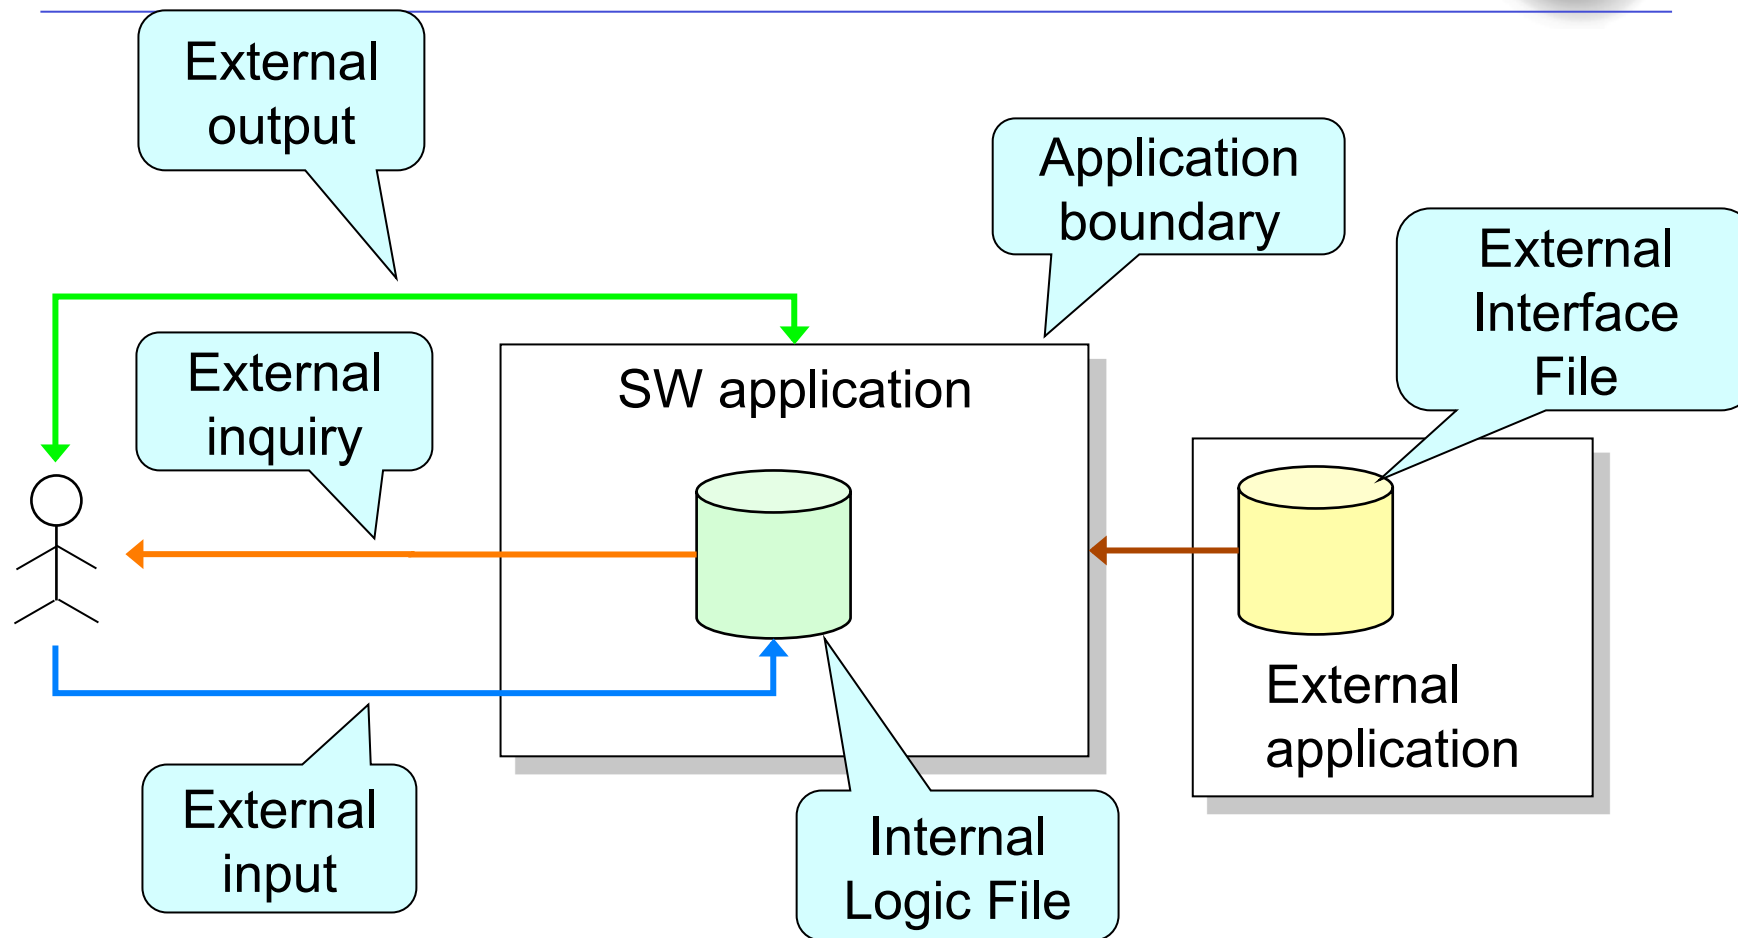 External
output
Application
boundary
External
Interface
File
External
inquiry
SW application
External
application
External
input
Internal
Logic File